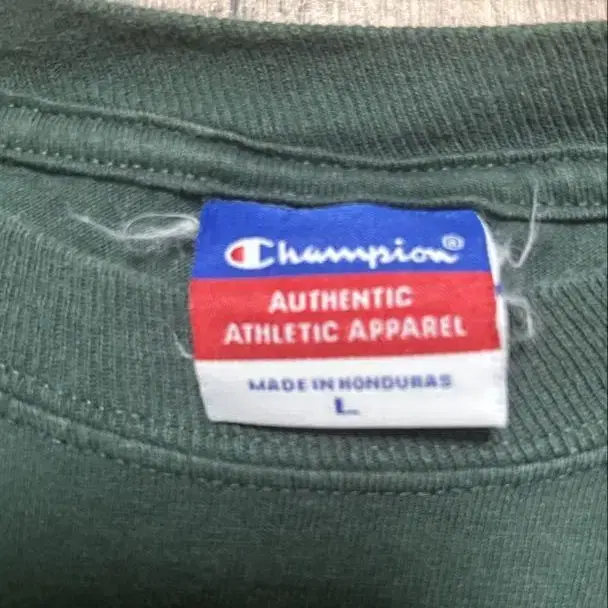 Champion®
AUTHENTIC
ATHLETIC APPAREL
MADE IN HONDURAS
L